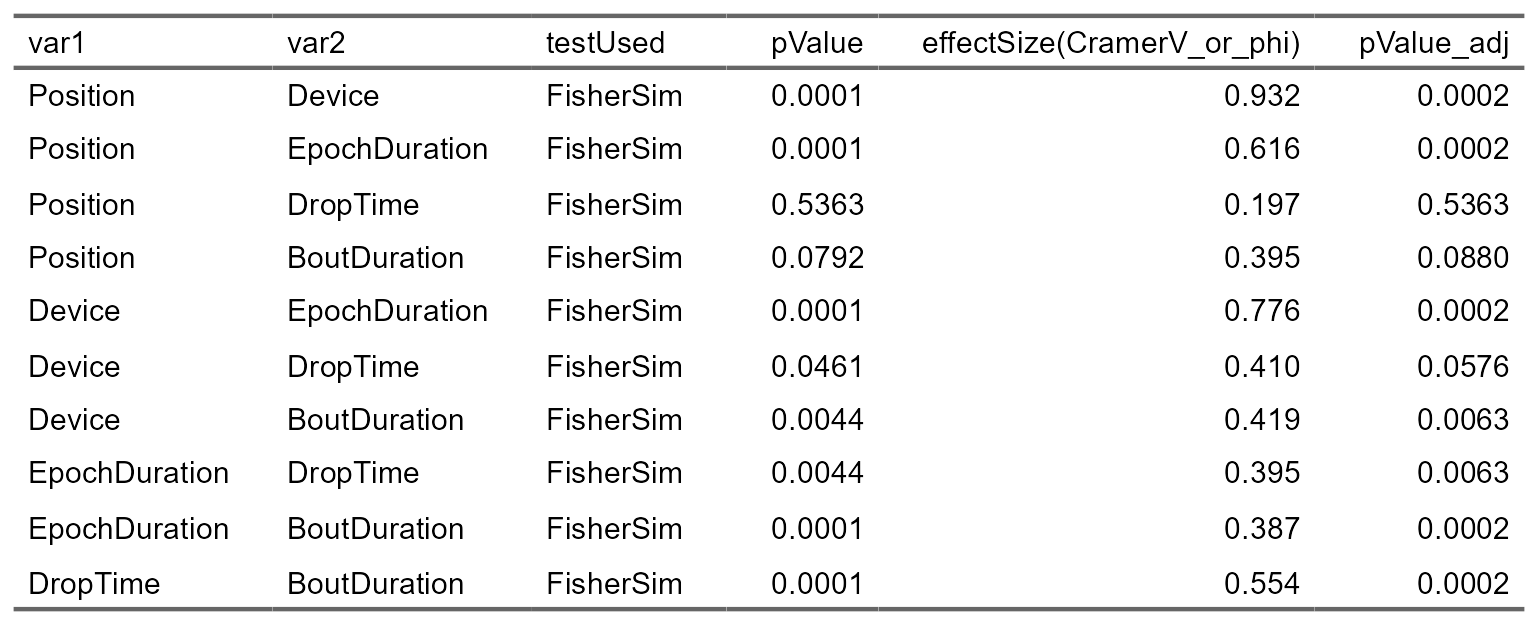 var1 var2 testUsed pValue effectSize(CramerV_or_phi) pValue_adj
Position Device FisherSim 0.0001 0.932 0.0002
Position EpochDuration FisherSim 0.0001 0.616 0.0002
Position DropTime FisherSim 0.5363 0.197 0.5363
Position BoutDuration FisherSim 0.0792 0.395 0.0880
Device EpochDuration FisherSim 0.0001 0.776 0.0002
Device DropTime FisherSim 0.0461 0.410 0.0576
Device BoutDuration FisherSim 0.0044 0.419 0.0063
EpochDuration DropTime FisherSim 0.0044 0.395 0.0063
EpochDuration BoutDuration FisherSim 0.0001 0.387 0.0002
DropTime BoutDuration FisherSim 0.0001 0.554 0.0002